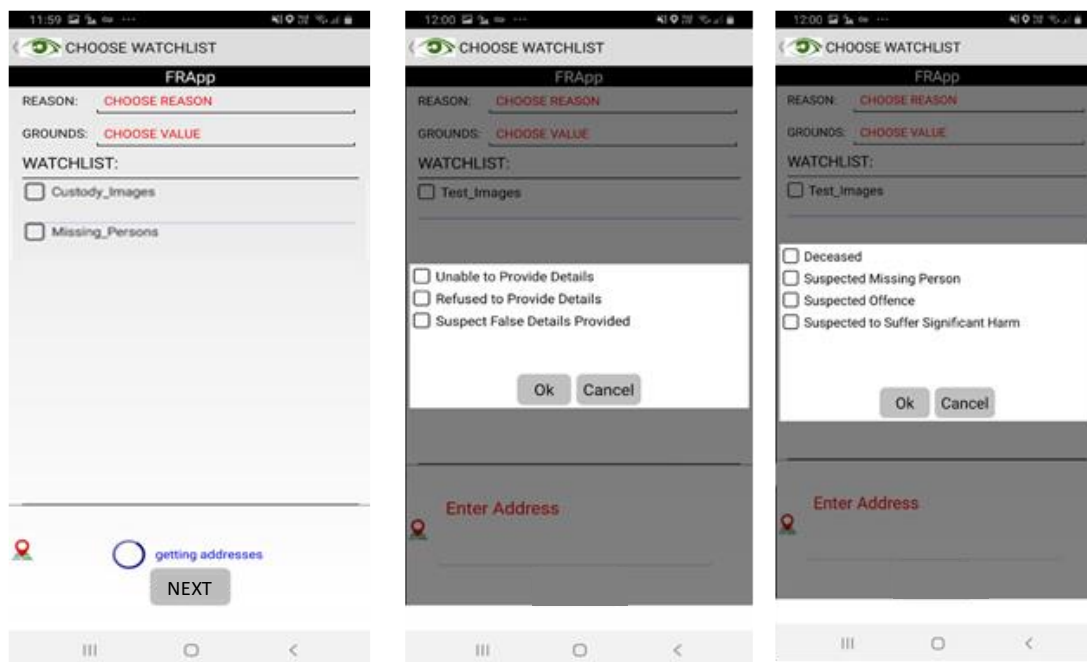 11:59
CHOOSE WATCHLIST
FRApp
REASON: CHOOSE REASON
GROUNDS: CHOOSE VALUE
WATCHLIST:
Custody_Images
Missing_Persons
getting addresses
NEXT
12:00
CHOOSE WATCHLIST
FRApp
REASON: CHOOSE REASON
GROUNDS: CHOOSE VALUE
WATCHLIST:
Test_Images
Unable to Provide Details
Refused to Provide Details
Suspect False Details Provided
Ok Cancel
Enter Address
12:00
CHOOSE WATCHLIST
FRApp
REASON: CHOOSE REASON
GROUNDS: CHOOSE VALUE
WATCHLIST:
Test_Images
Deceased
Suspected Missing Person
Suspected Offence
Suspected to Suffer Significant Harm
Ok Cancel
Enter Address